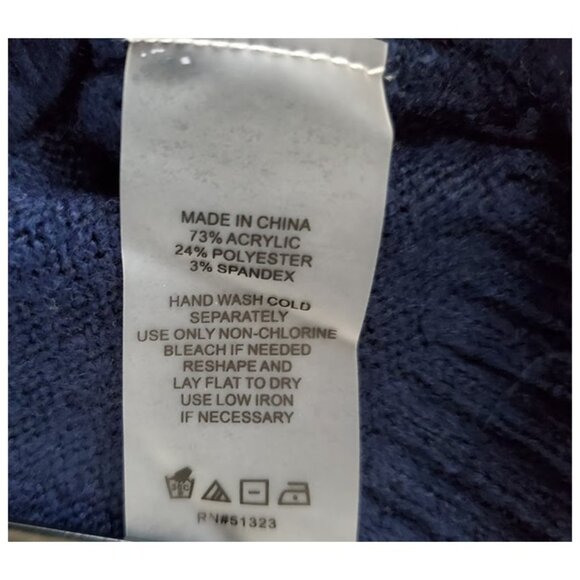 MADE IN CHINA
73% ACRYLIC
24% POLYESTER
3% SPANDEX
HAND WASH COLD
SEPARATELY
USE ONLY NON-CHLORINE
BLEACH IF NEEDED
RESHAPE AND
LAY FLAT TO DRY
USE LOW IRON
IF NECESSARY
RN#51323